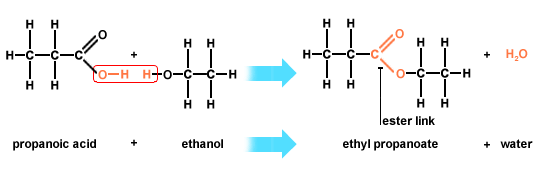 H H H H
O O
H–C–C–C + H H H–C–C–C H H + H₂O
O–H H–O–C–C–H O–C–C–H
H H H H
H H H H
ester link
propanoic acid + ethanol ethyl propanoate + water